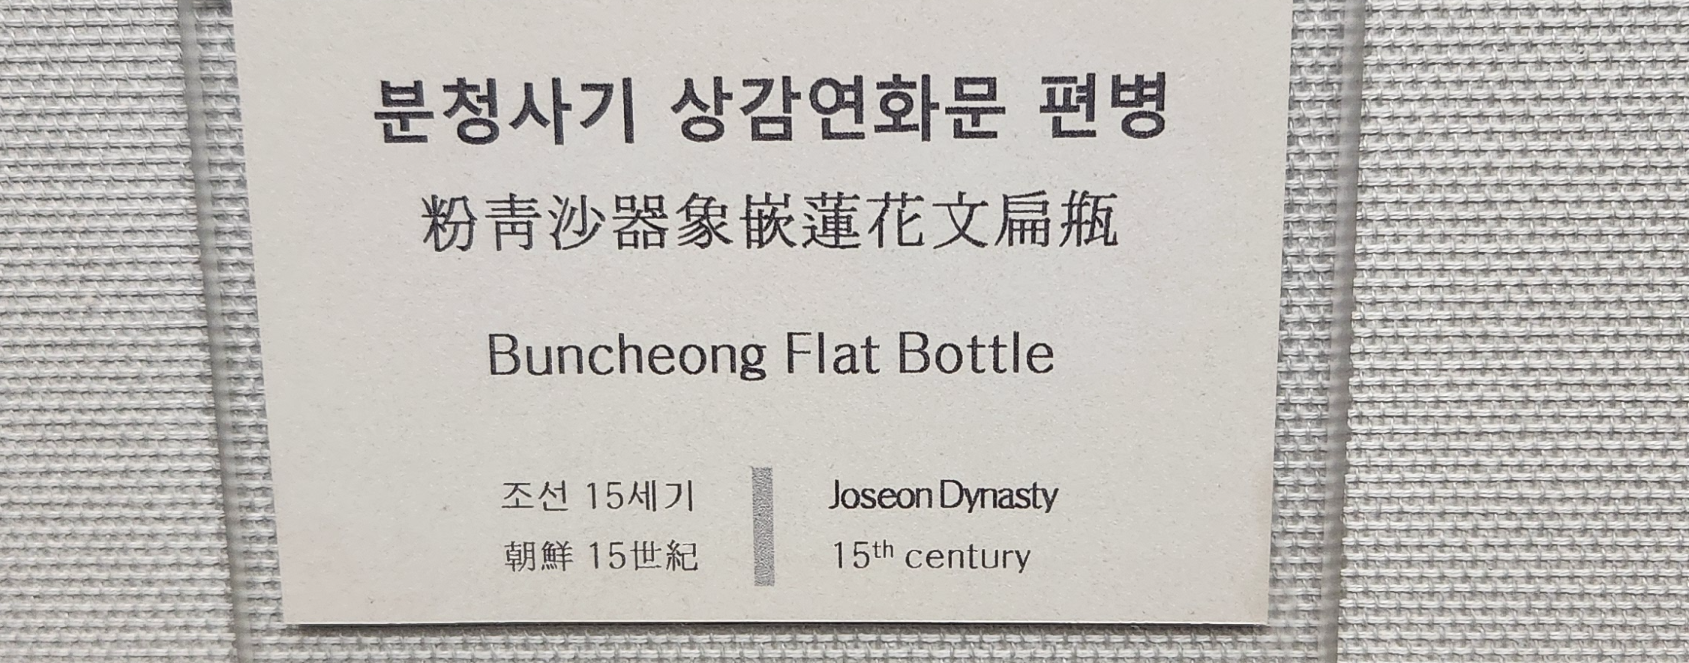 분청사기 상감연화문 편병
粉靑沙器象嵌蓮花文扁甁
Buncheong Flat Bottle
조선 15세기
朝鮮 15世紀
Joseon Dynasty
15th century